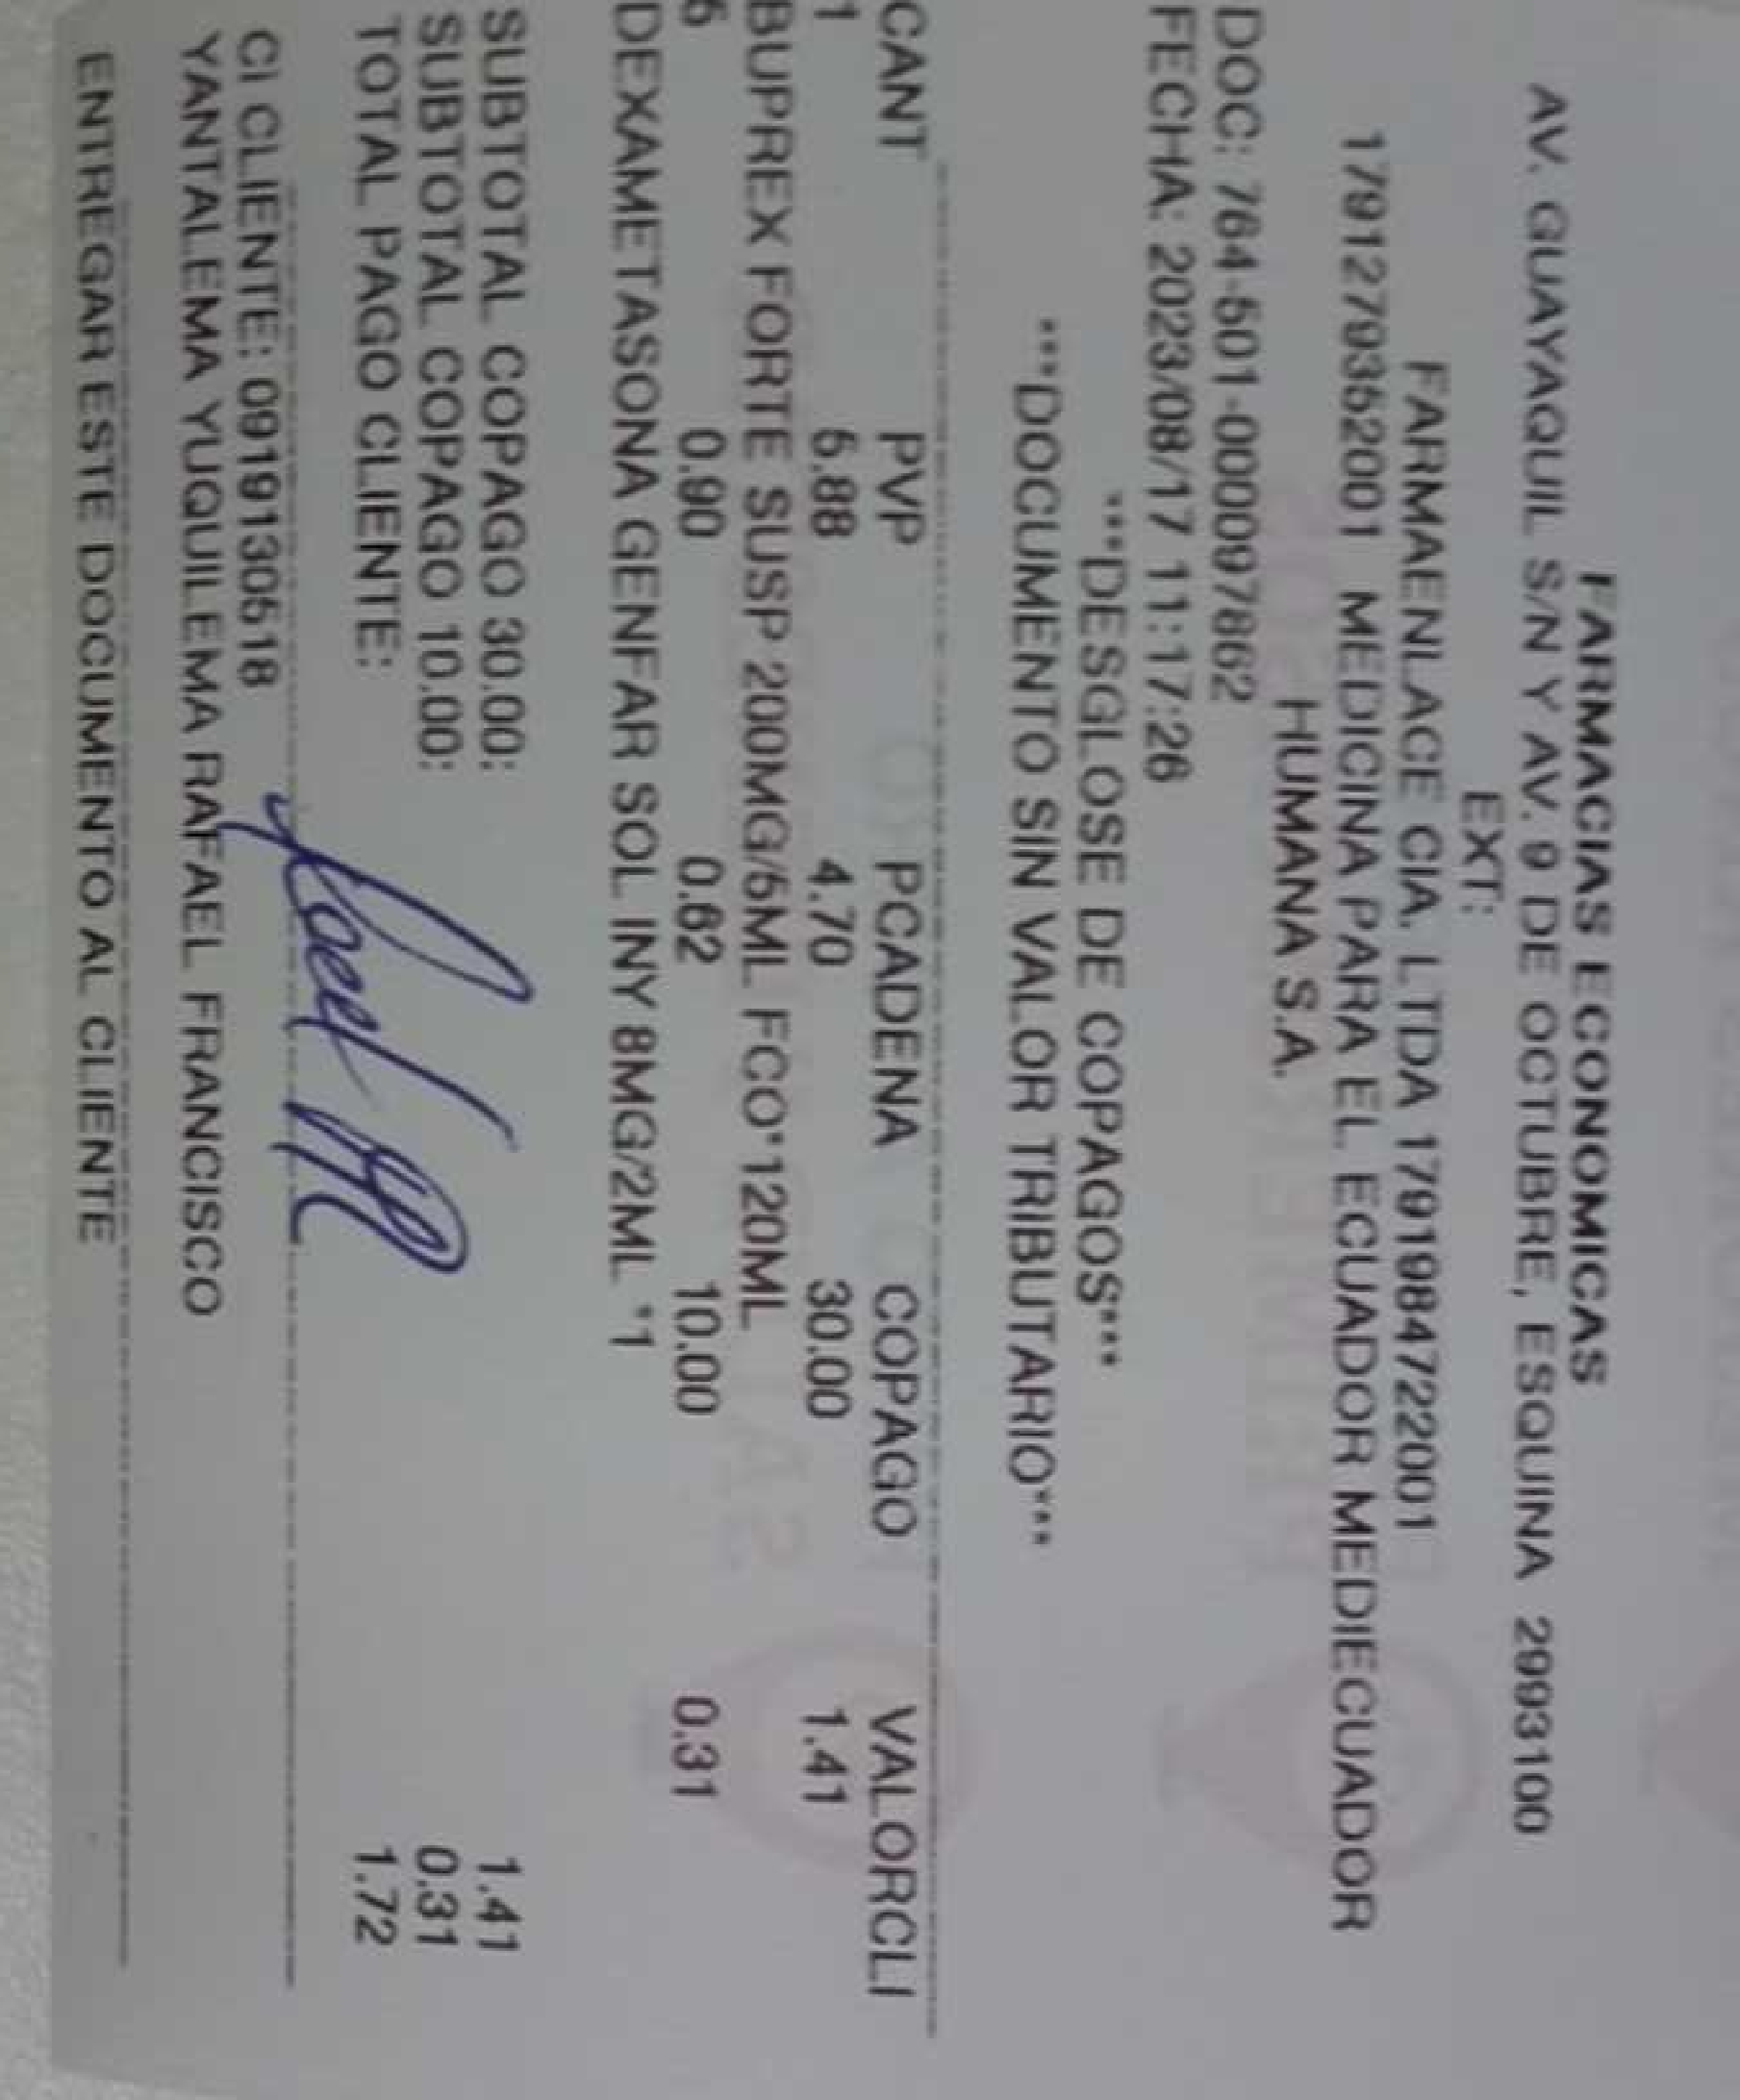 FARMACIAS ECONOMICAS
AV. GUAYAQUIL S/N Y AV. 9 DE OCTUBRE, ESQUINA 2993100
EXT:
FARMAENLACE CIA. LTDA 1791984722001
1791279352001 MEDICINA PARA EL ECUADOR MEDIECUADOR
HUMANA S.A.
DOC: 764-501-000097862
FECHA: 2023/08/17 11:17:26
***DESGLOSE DE COPAGOS***
***DOCUMENTO SIN VALOR TRIBUTARIO***
CANT PVP PCADENA COPAGO VALORCLI
1 5.88 4.70 30.00 1.41
BUPREX FORTE SUSP 200MG/5ML FCO*120ML
5 0.90 0.62 10.00 0.31
DEXAMETASONA GENFAR SOL INY 8MG/2ML *1
SUBTOTAL COPAGO 30.00: 1.41
SUBTOTAL COPAGO 10.00: 0.31
TOTAL PAGO CLIENTE: 1.72
CI CLIENTE: 0919130518
YANTALEMA YUQUILEMA RAFAEL FRANCISCO
ENTREGAR ESTE DOCUMENTO AL CLIENTE